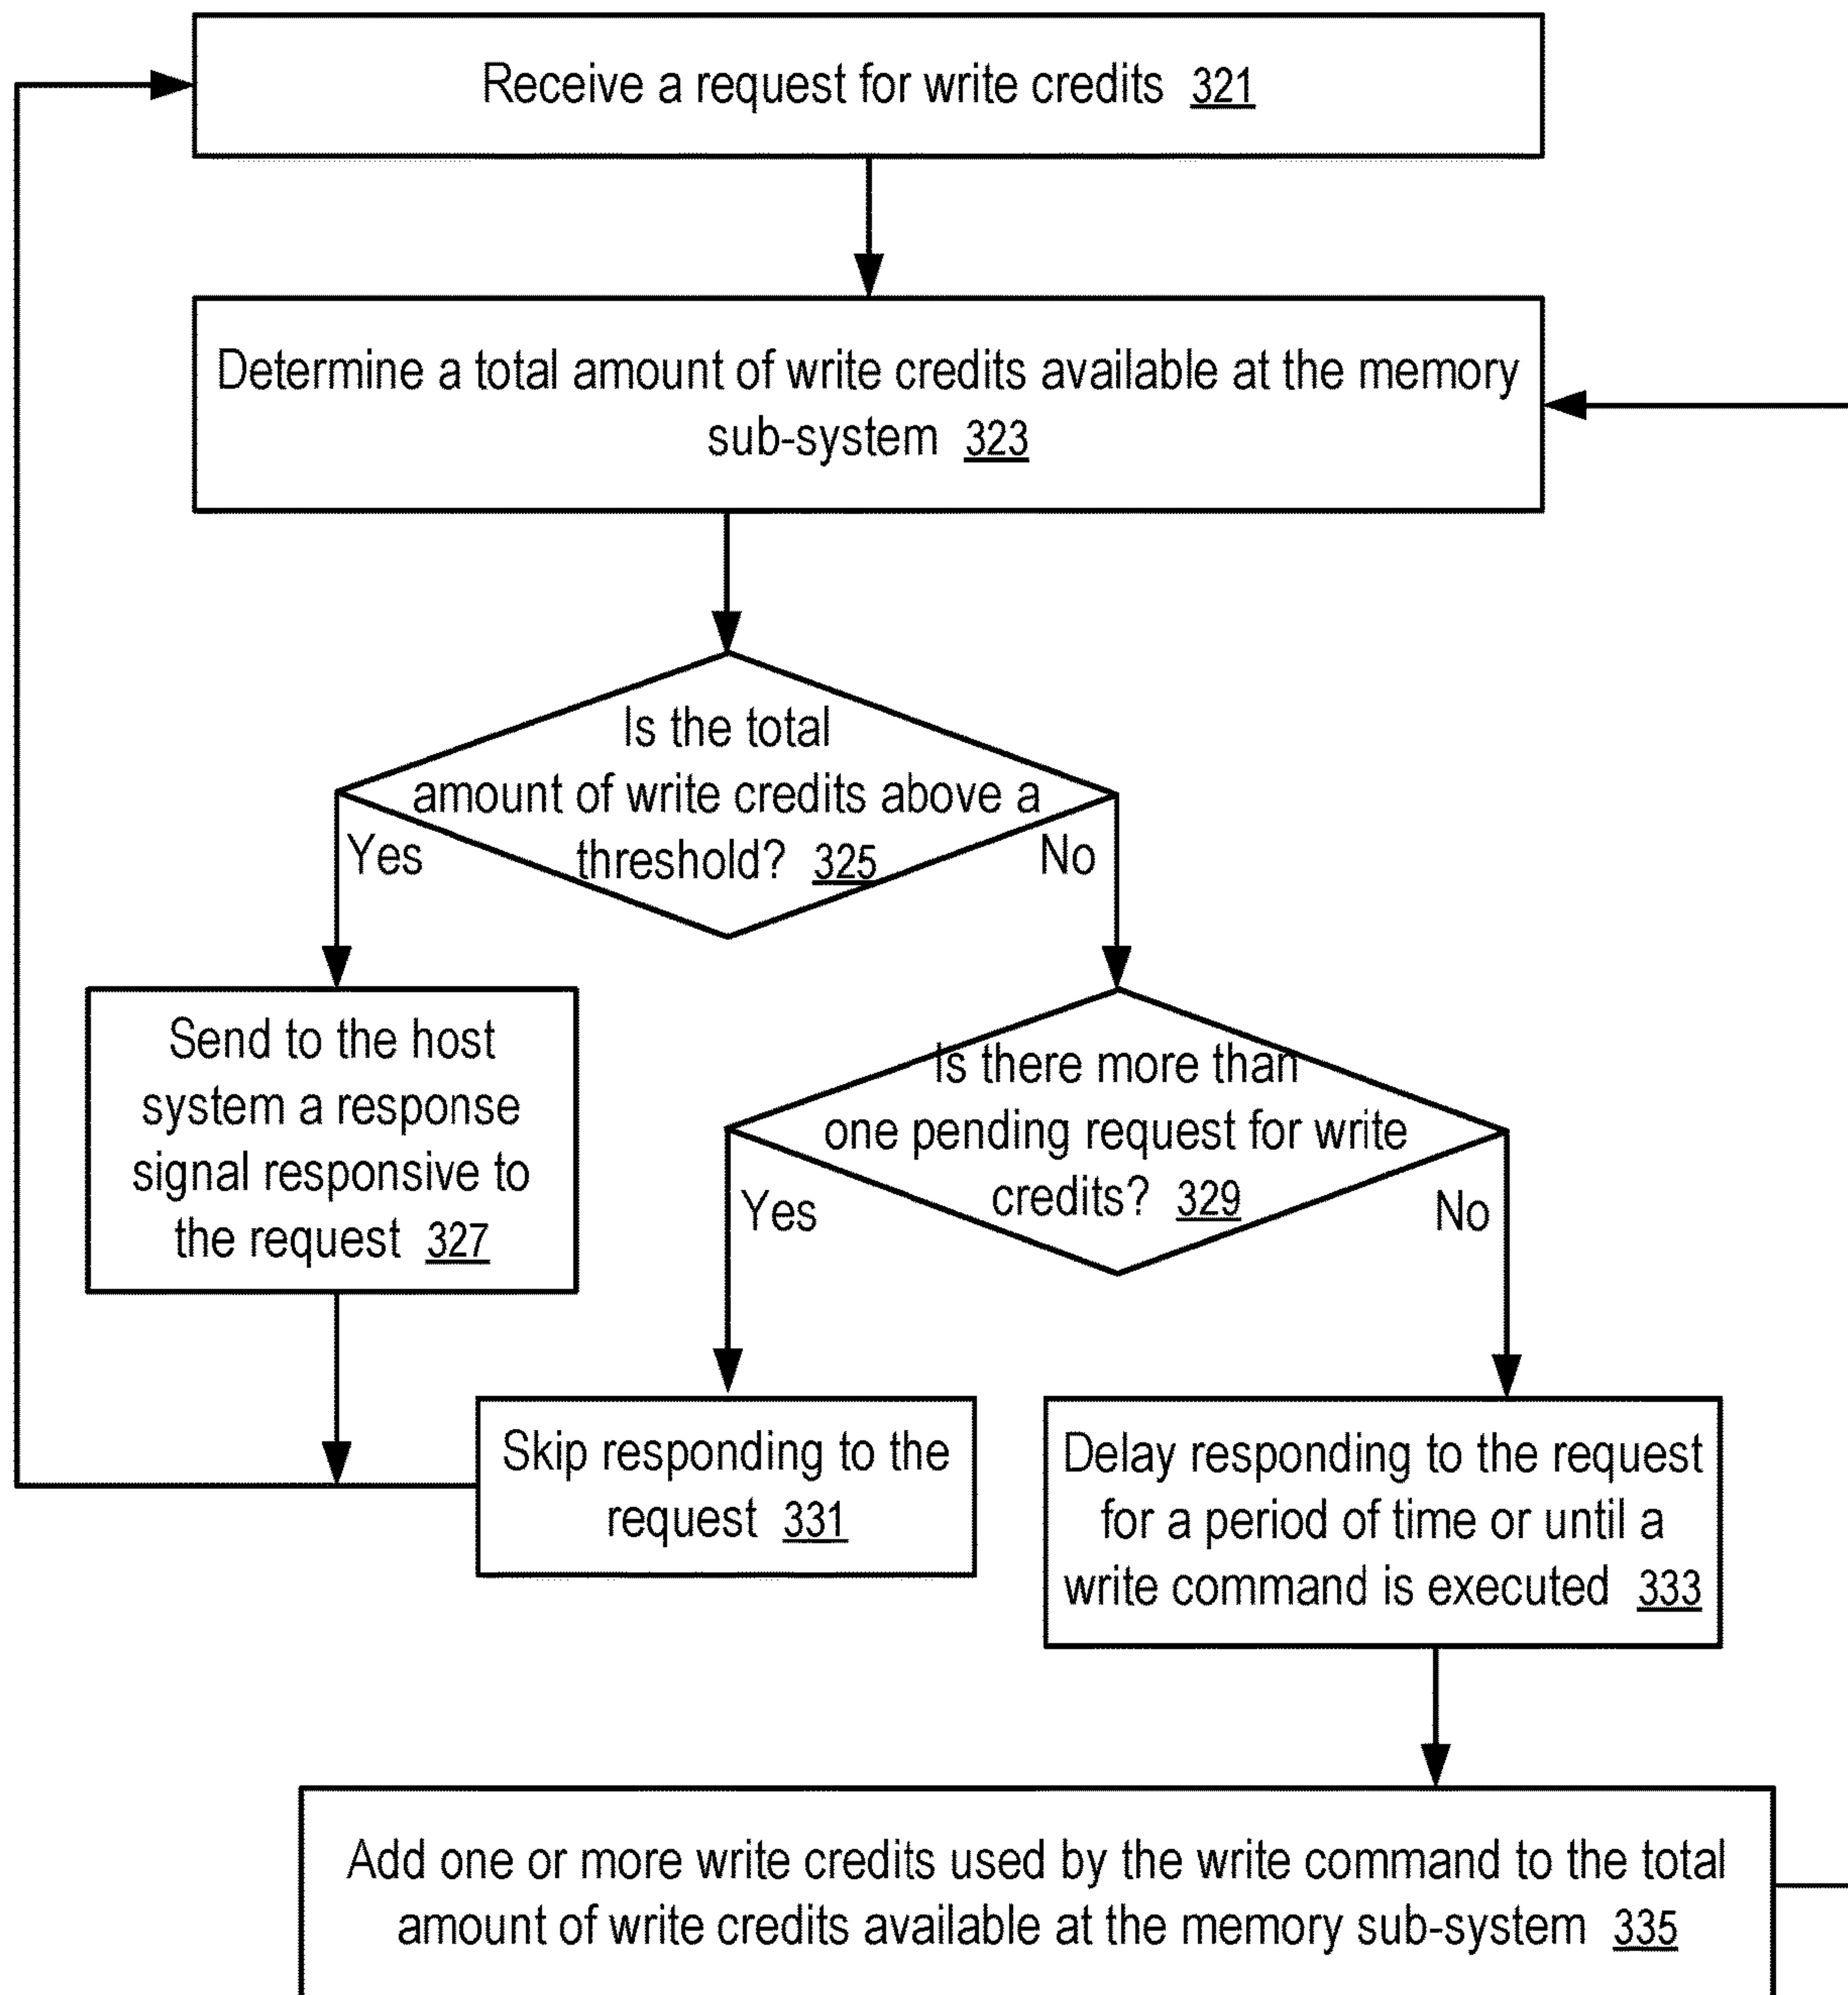 Receive a request for write credits 321
Determine a total amount of write credits available at the memory
sub-system 323
Is the total
amount of write credits above a
threshold? 325
Yes
No
Send to the host
system a response
signal responsive to
the request 327
Is there more than
one pending request for write
credits? 329
Yes
No
Skip responding to the
request 331
Delay responding to the request
for a period of time or until a
write command is executed 333
Add one or more write credits used by the write command to the total
amount of write credits available at the memory sub-system 335